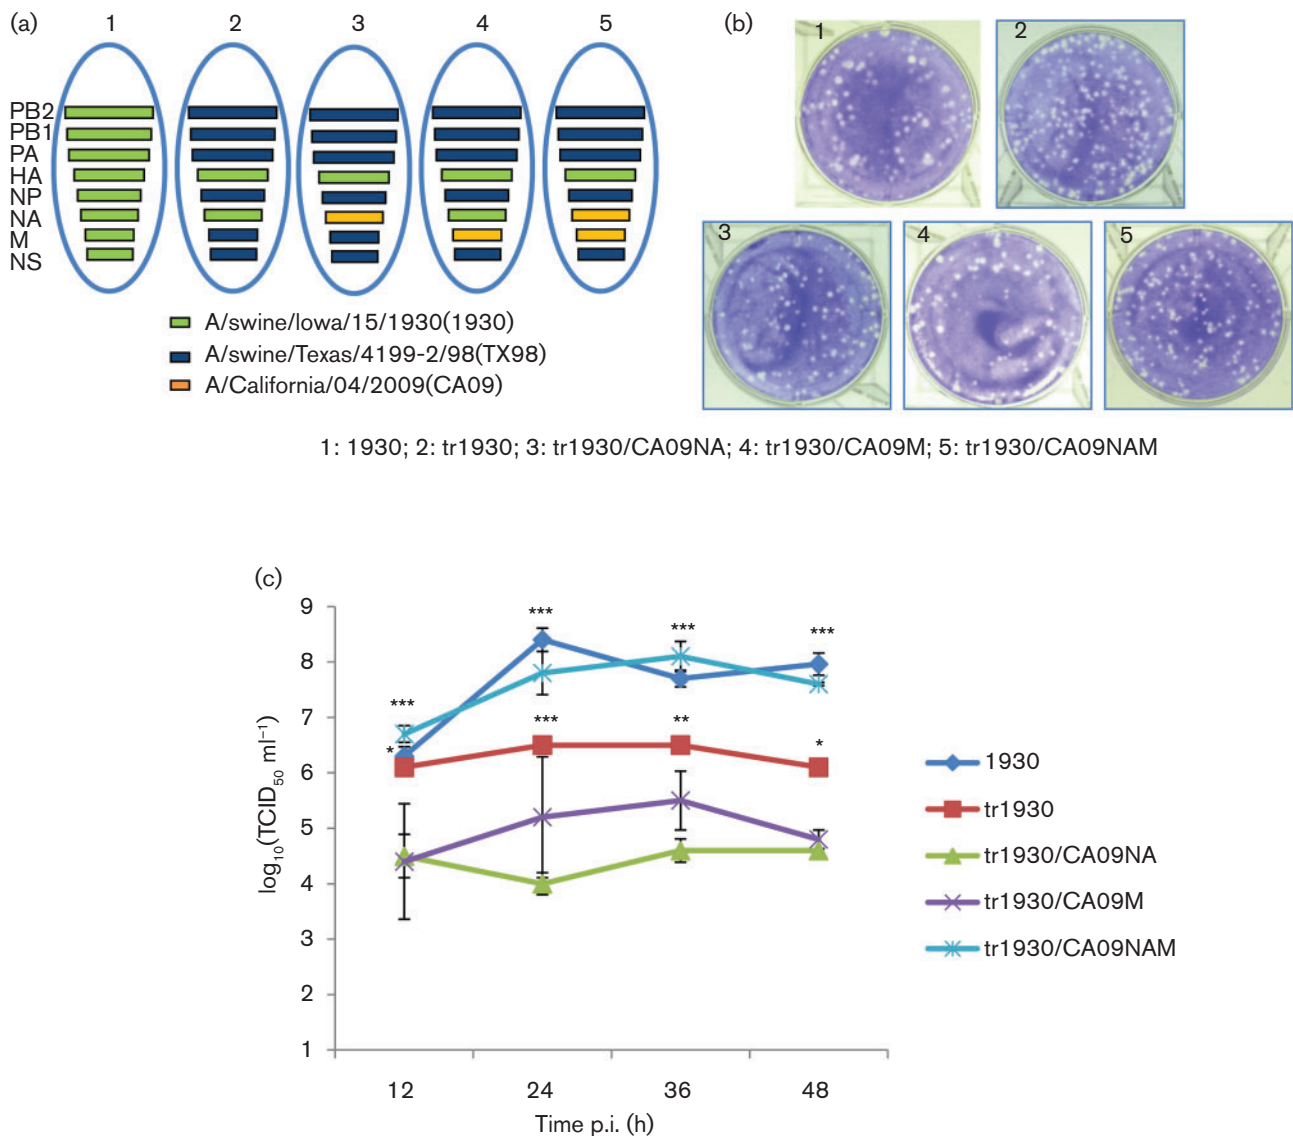 (a)
1 2 3 4 5
PB2
PB1
PA
HA
NP
NA
M
NS
A/swine/Iowa/15/1930(1930)
A/swine/Texas/4199-2/98(TX98)
A/California/04/2009(CA09)
(b)
1
2
3
4
5
1: 1930; 2: tr1930; 3: tr1930/CA09NA; 4: tr1930/CA09M; 5: tr1930/CA09NAM
(c)
log10(TCID50 ml−1)
9
8
7
6
5
4
3
2
1
*** *** *** ***
* *** ** *
12 24 36 48
Time p.i. (h)
1930
tr1930
tr1930/CA09NA
tr1930/CA09M
tr1930/CA09NAM